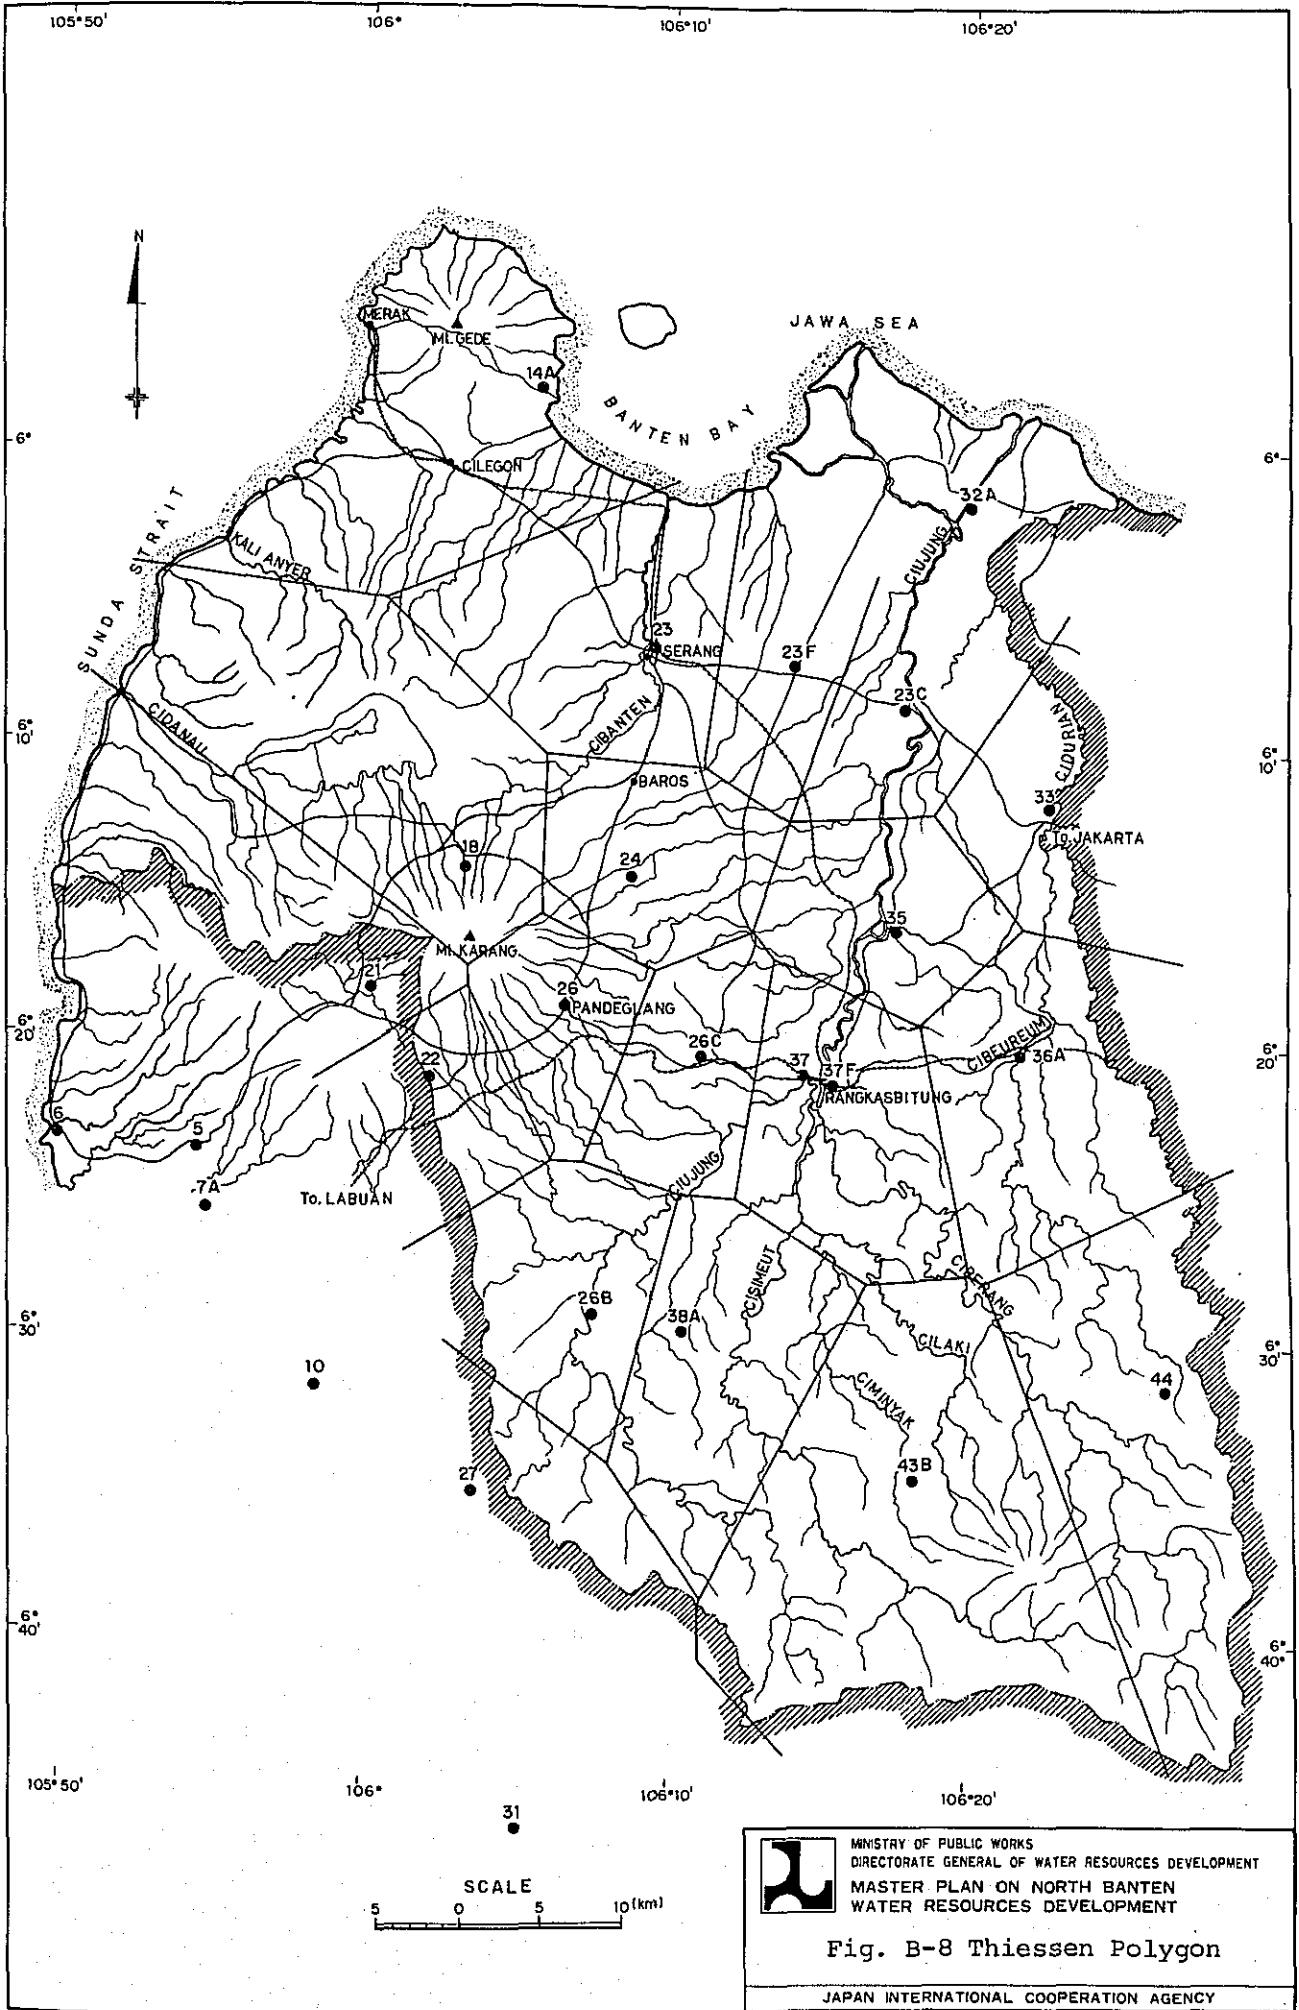 105°50'
106°
106°10'
106°20'
N
MERAK
Mt. GEDE
14A
JAWA SEA
BANTEN BAY
6°
CILEGON
6°
SUNDA STRAIT
KALI ANYER
32A
CIUJUNG
23
SERANG
23F
23C
CIDURIAN
6°
10'
CIDANAU
CIBANTEN
BAROS
6°
10'
33
To. JAKARTA
18
24
35
Mt. KARANG
21
26
PANDEGLANG
6°
20'
26C
37
37F
RANGKASBITUNG
CIBEUREUM
36A
6°
20'
22
6
5
7A
To. LABUAN
CIUJUNG
CISIMEUT
CIBERANG
26B
38A
CILAKI
6°
30'
6°
30'
10
CIMINYAK
44
27
43B
6°
40'
6°
40'
105°50'
106°
106°10'
106°20'
31
SCALE
5 0 5 10 (km)
MINISTRY OF PUBLIC WORKS
DIRECTORATE GENERAL OF WATER RESOURCES DEVELOPMENT
MASTER PLAN ON NORTH BANTEN
WATER RESOURCES DEVELOPMENT
Fig. B-8 Thiessen Polygon
JAPAN INTERNATIONAL COOPERATION AGENCY